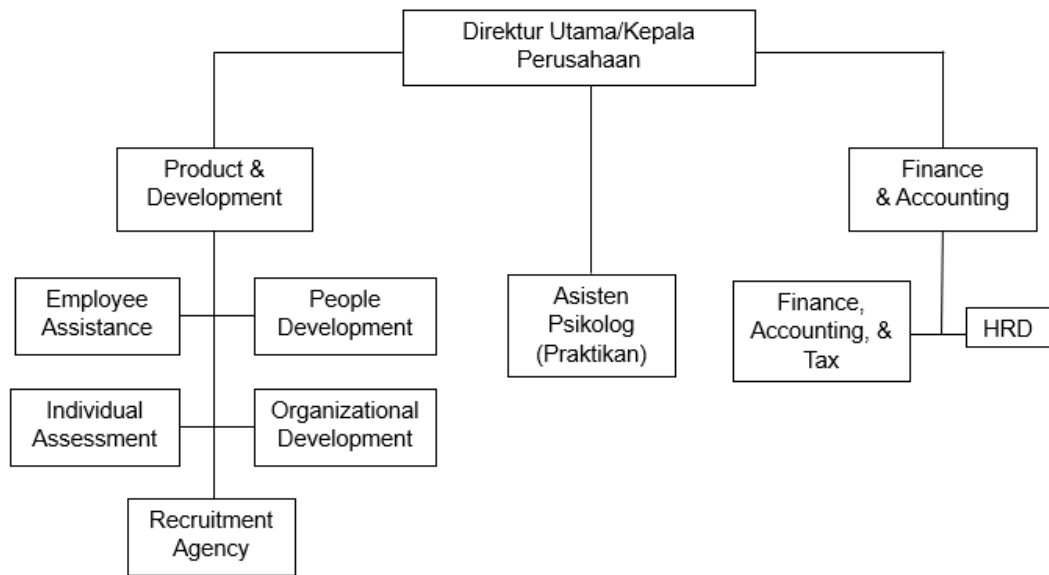 Direktur Utama/Kepala
Perusahaan
Product &
Development
Finance
& Accounting
Employee
Assistance
People
Development
Asisten
Psikolog
(Praktikan)
Finance,
Accounting, &
Tax
HRD
Individual
Assessment
Organizational
Development
Recruitment
Agency